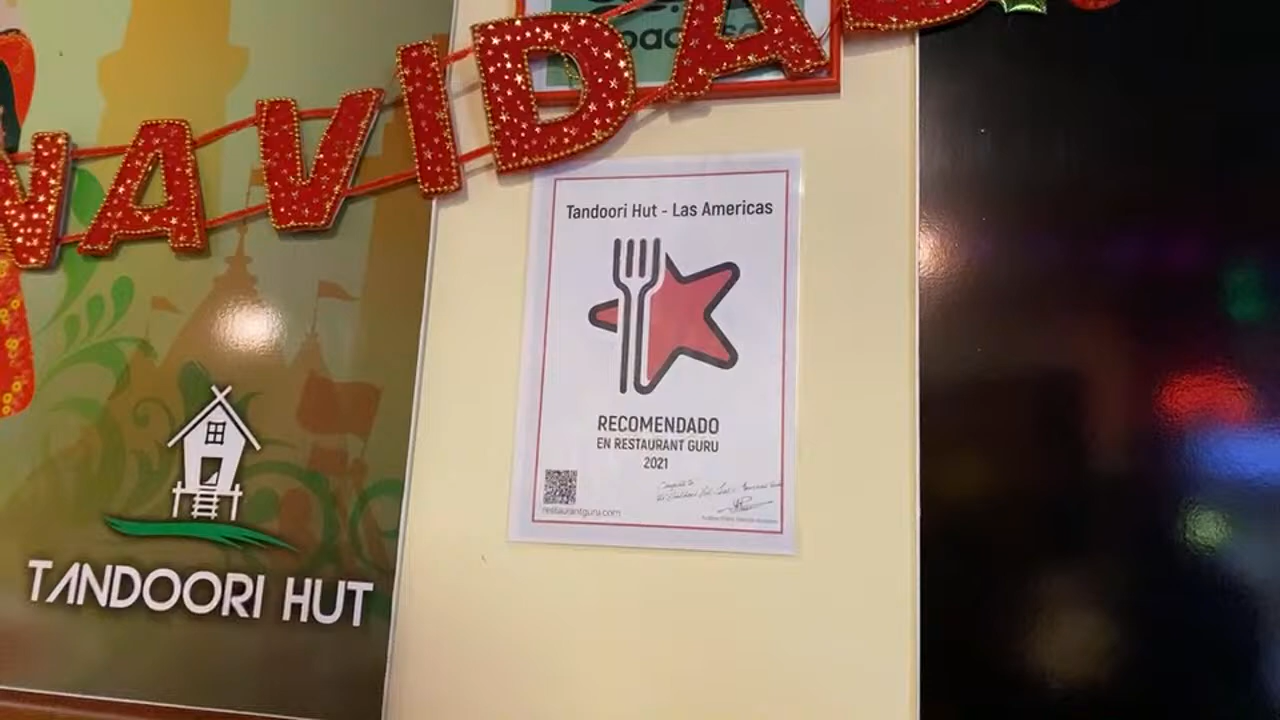 NAVIDAD
Tandoori Hut - Las Americas
RECOMENDADO
EN RESTAURANT GURU
2021
restaurantguru.com
TANDOORI HUT